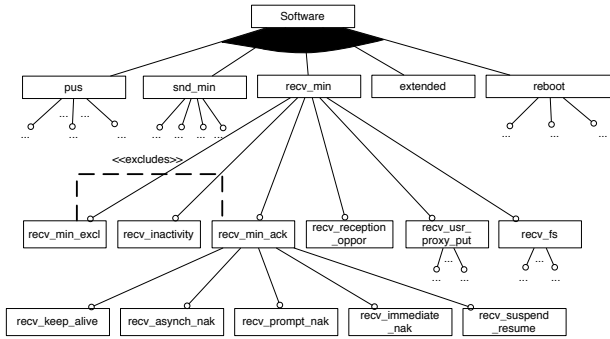 Software
pus
snd_min
recv_min
extended
reboot
... ...
... ... ...
... ... ... ...
... ... ...
<<excludes>>
recv_min_excl
recv_inactivity
recv_min_ack
recv_reception
_oppor
recv_usr_
proxy_put
recv_fs
...
... ...
...
... ...
recv_keep_alive
recv_asynch_nak
recv_prompt_nak
recv_immediate
_nak
recv_suspend
_resume